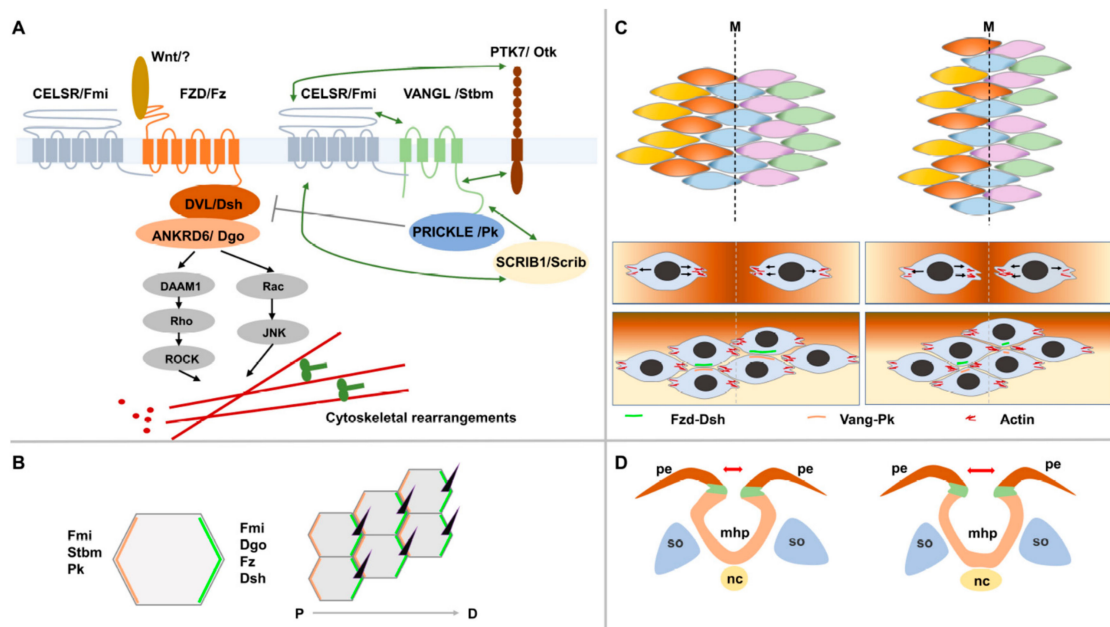 A
Wnt/?
PTK7/ Otk
CELSR/Fmi
FZD/Fz
CELSR/Fmi
VANGL /Stbm
DVL/Dsh
ANKRD6/ Dgo
PRICKLE /Pk
SCRIB1/Scrib
DAAM1
Rac
Rho
JNK
ROCK
Cytoskeletal rearrangements
B
Fmi
Stbm
Pk
Fmi
Dgo
Fz
Dsh
P
D
C
M
M
Fzd-Dsh
Vang-Pk
Actin
D
pe
pe
pe
pe
so
mhp
so
nc
so
mhp
so
nc